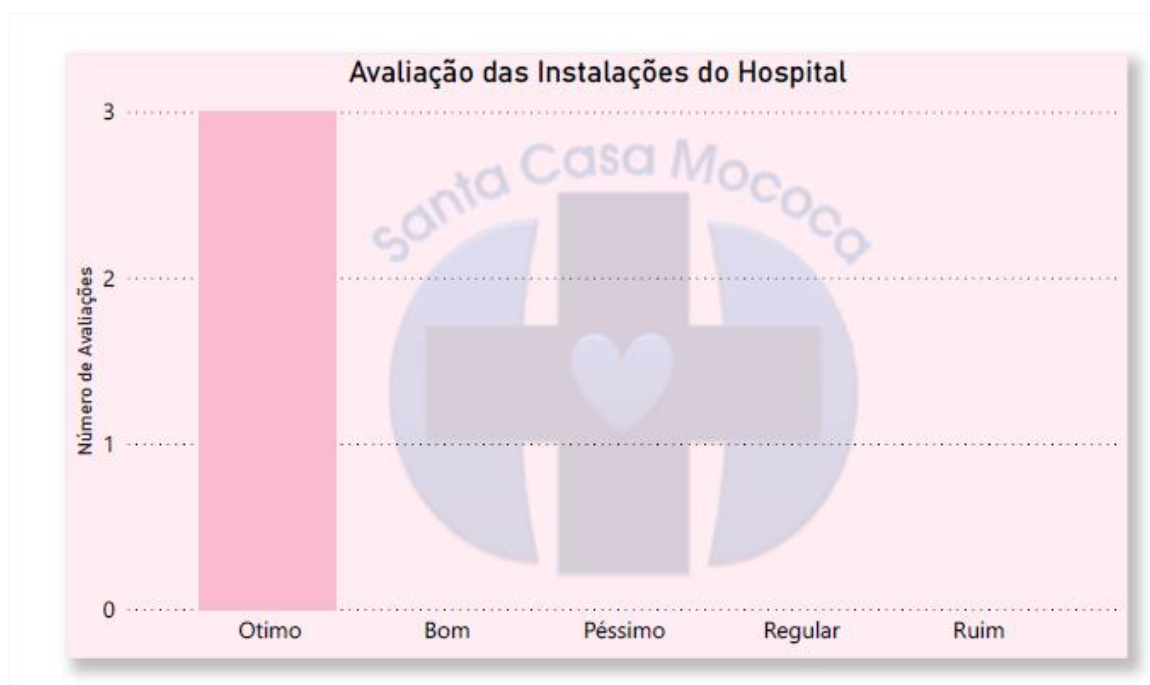 Avaliação das Instalações do Hospital
3
Santa Casa Mococa
2
Número de Avaliações
1
0
Otimo Bom Péssimo Regular Ruim